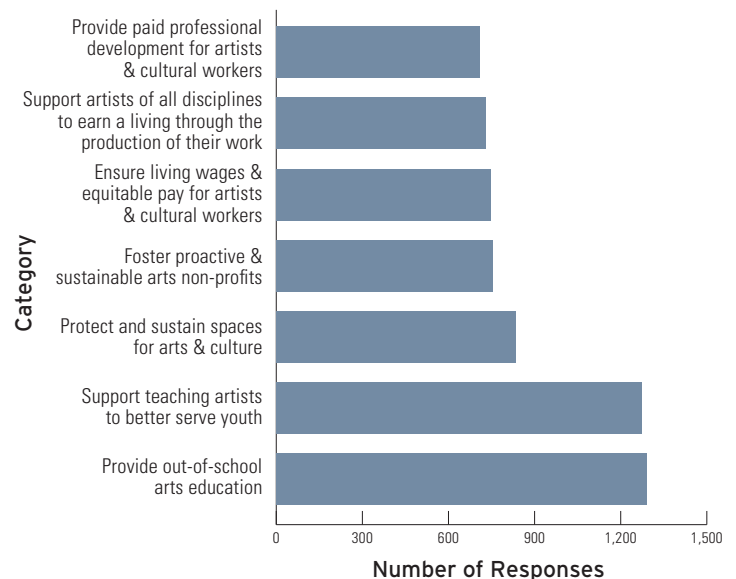 Provide paid professional
development for artists
& cultural workers
Support artists of all disciplines
to earn a living through the
production of their work
Ensure living wages &
equitable pay for artists
& cultural workers
Foster proactive &
sustainable arts non-profits
Protect and sustain spaces
for arts & culture
Support teaching artists
to better serve youth
Provide out-of-school
arts education
Category
0 300 600 900 1,200 1,500
Number of Responses